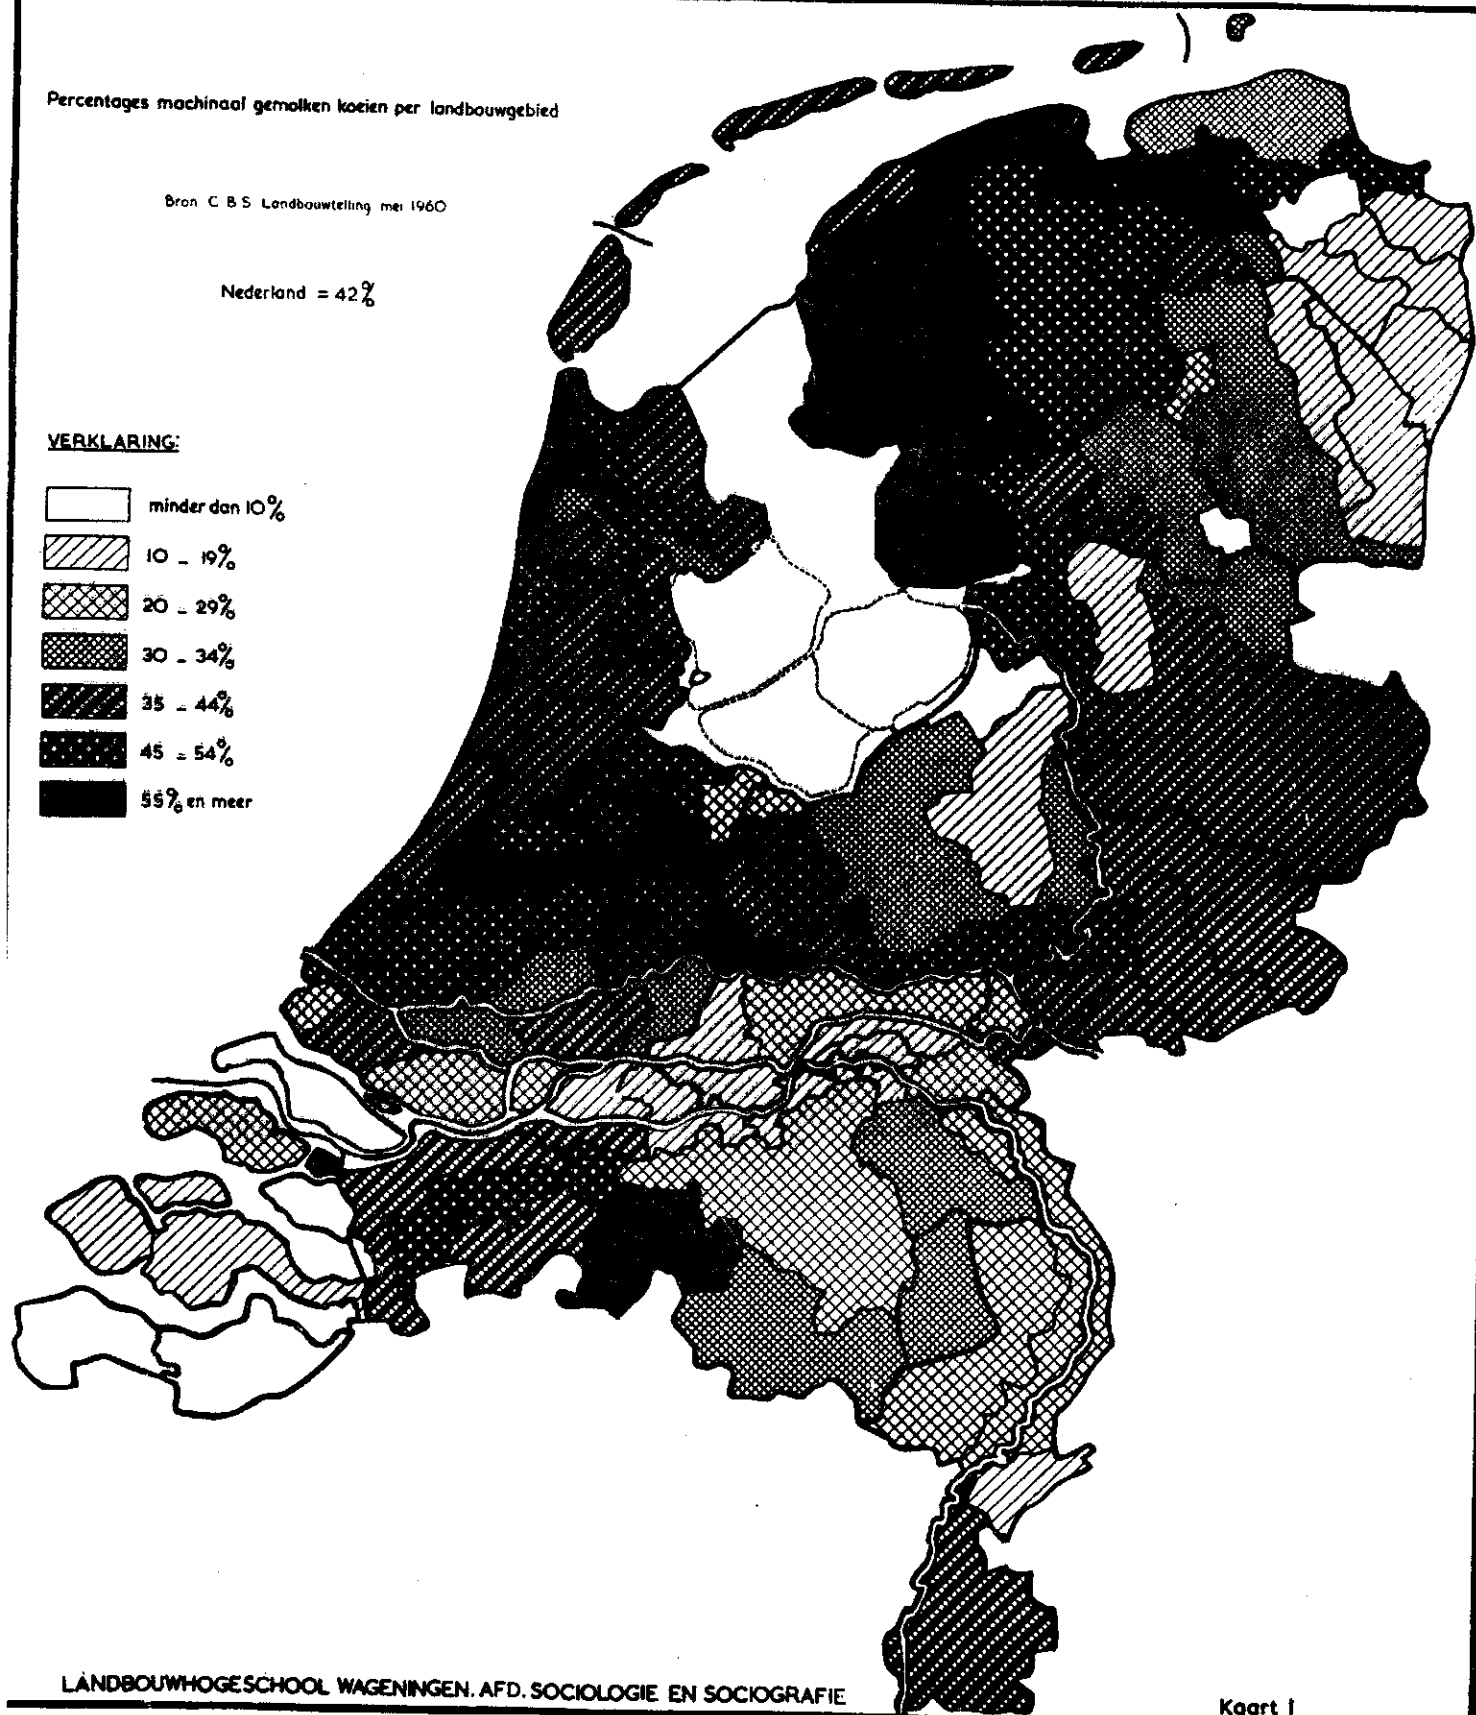 Percentages machinaal gemolken koeien per landbouwgebied
Bron C B S Landbouwtelling mei 1960
Nederland = 42%
VERKLARING:
minder dan 10%
10 - 19%
20 - 29%
30 - 34%
35 - 44%
45 - 54%
55% en meer
LANDBOUWHOGESCHOOL WAGENINGEN. AFD. SOCIOLOGIE EN SOCIOGRAFIE
Kaart 1